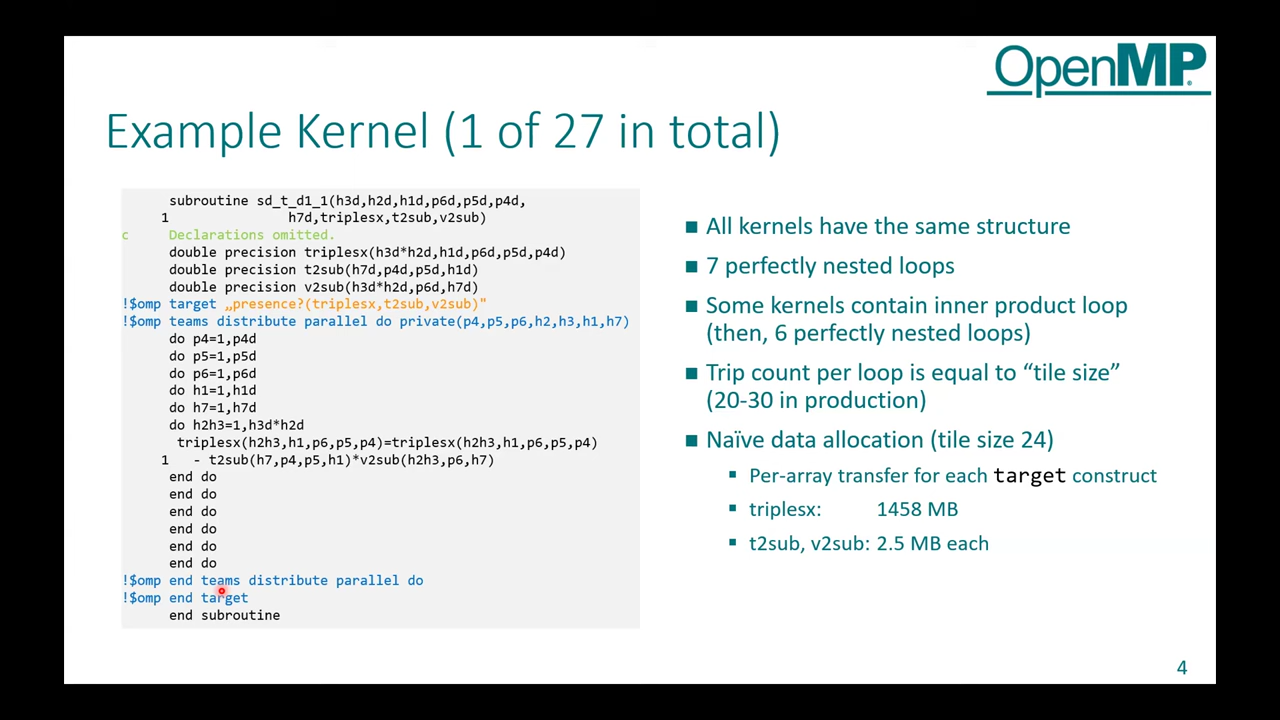 OpenMP
Example Kernel (1 of 27 in total)
subroutine sd_t_d1_1(h3d,h2d,h1d,p6d,p5d,p4d,
1 h7d,triplesx,t2sub,v2sub)
c Declarations omitted.
double precision triplesx(h3d*h2d,h1d,p6d,p5d,p4d)
double precision t2sub(h7d,p4d,p5d,h1d)
double precision v2sub(h3d*h2d,p6d,h7d)
!$omp target „presence?(triplesx,t2sub,v2sub)"
!$omp teams distribute parallel do private(p4,p5,p6,h2,h3,h1,h7)
do p4=1,p4d
do p5=1,p5d
do p6=1,p6d
do h1=1,h1d
do h7=1,h7d
do h2h3=1,h3d*h2d
triplesx(h2h3,h1,p6,p5,p4)=triplesx(h2h3,h1,p6,p5,p4)
1 - t2sub(h7,p4,p5,h1)*v2sub(h2h3,p6,h7)
end do
end do
end do
end do
end do
end do
!$omp end teams distribute parallel do
!$omp end target
end subroutine
■ All kernels have the same structure
■ 7 perfectly nested loops
■ Some kernels contain inner product loop
(then, 6 perfectly nested loops)
■ Trip count per loop is equal to “tile size”
(20-30 in production)
■ Naïve data allocation (tile size 24)
▪ Per-array transfer for each target construct
▪ triplesx: 1458 MB
▪ t2sub, v2sub: 2.5 MB each
4